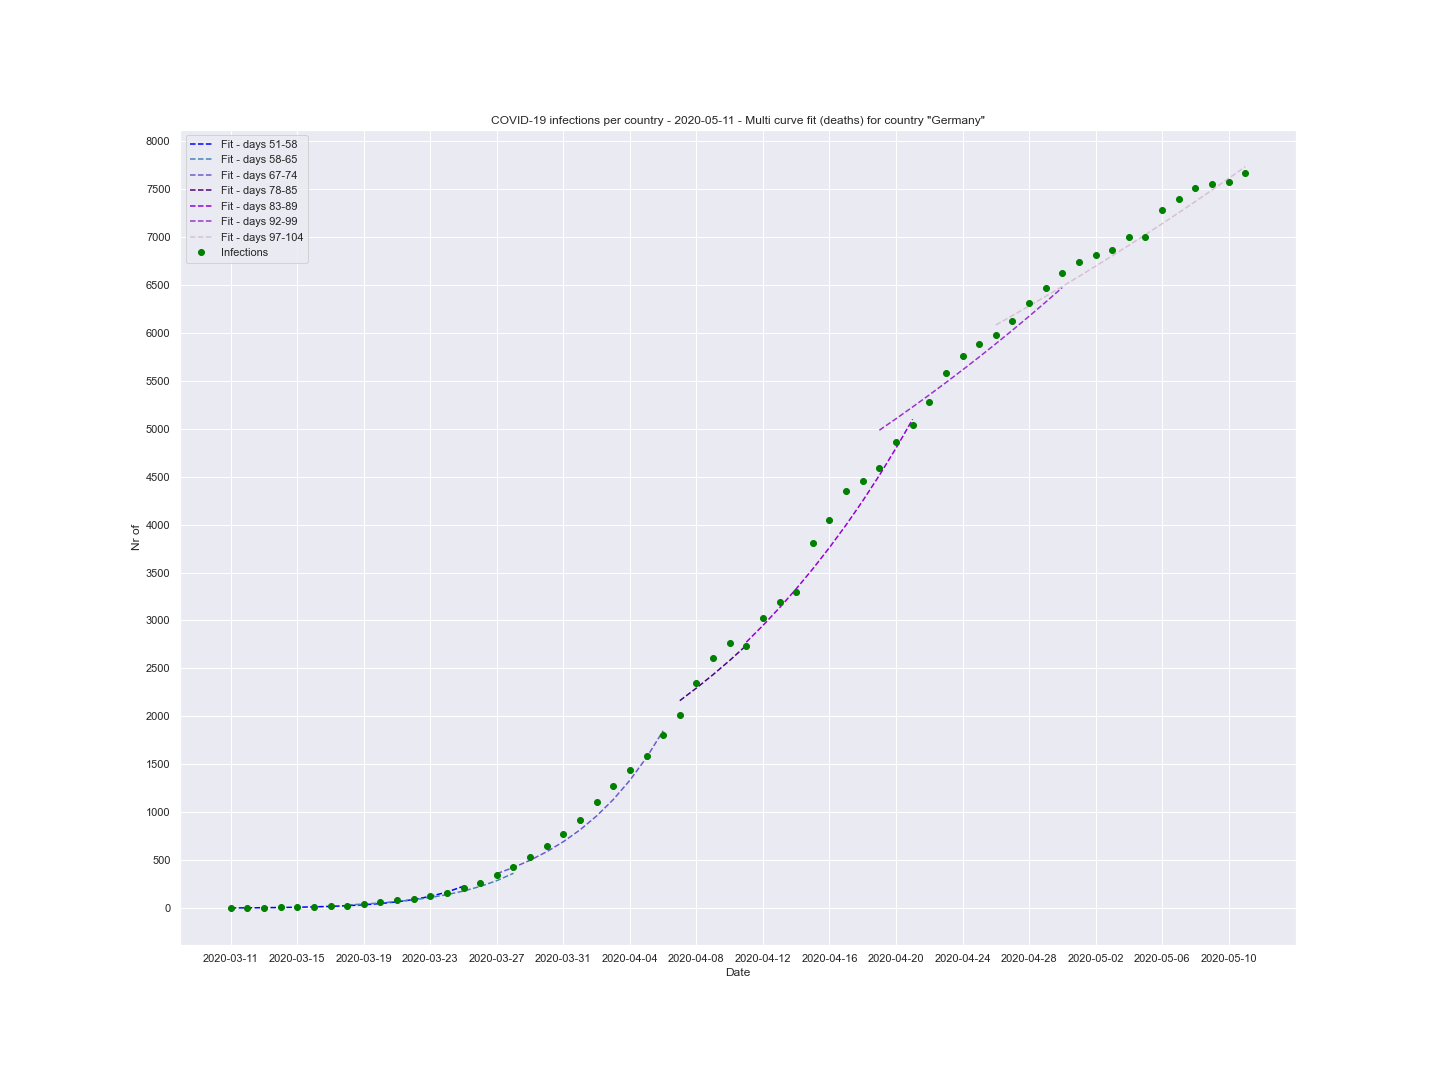 COVID-19 infections per country - 2020-05-11 - Multi curve fit (deaths) for country "Germany"
Fit - days 51-58
Fit - days 58-65
Fit - days 67-74
Fit - days 78-85
Fit - days 83-89
Fit - days 92-99
Fit - days 97-104
Infections
8000
7500
7000
6500
6000
5500
5000
4500
4000
3500
3000
2500
2000
1500
1000
500
0
Nr of
2020-03-11 2020-03-15 2020-03-19 2020-03-23 2020-03-27 2020-03-31 2020-04-04 2020-04-08 2020-04-12 2020-04-16 2020-04-20 2020-04-24 2020-04-28 2020-05-02 2020-05-06 2020-05-10
Date